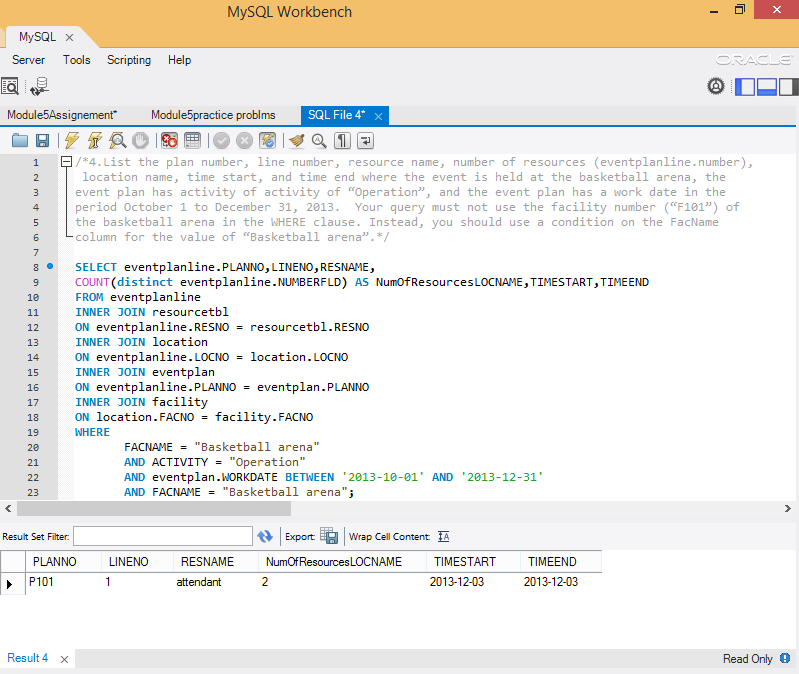 MySQL Workbench
MySQL
Server Tools Scripting Help
ORACLE
Module5Assignement* Module5practice problms SQL File 4*
1 /*4.List the plan number, line number, resource name, number of resources (eventplanline.number),
2 location name, time start, and time end where the event is held at the basketball arena, the
3 event plan has activity of activity of “Operation”, and the event plan has a work date in the
4 period October 1 to December 31, 2013. Your query must not use the facility number (“F101”) of
5 the basketball arena in the WHERE clause. Instead, you should use a condition on the FacName
6 column for the value of “Basketball arena”.*/
7
8 SELECT eventplanline.PLANNO,LINENO,RESNAME,
9 COUNT(distinct eventplanline.NUMBERFLD) AS NumOfResourcesLOCNAME,TIMESTART,TIMEEND
10 FROM eventplanline
11 INNER JOIN resourcetbl
12 ON eventplanline.RESNO = resourcetbl.RESNO
13 INNER JOIN location
14 ON eventplanline.LOCNO = location.LOCNO
15 INNER JOIN eventplan
16 ON eventplanline.PLANNO = eventplan.PLANNO
17 INNER JOIN facility
18 ON location.FACNO = facility.FACNO
19 WHERE
20 FACNAME = "Basketball arena"
21 AND ACTIVITY = "Operation"
22 AND eventplan.WORKDATE BETWEEN '2013-10-01' AND '2013-12-31'
23 AND FACNAME = "Basketball arena";
Result Set Filter: Export: Wrap Cell Content:
PLANNO LINENO RESNAME NumOfResourcesLOCNAME TIMESTART TIMEEND
P101 1 attendant 2 2013-12-03 2013-12-03
Result 4 Read Only